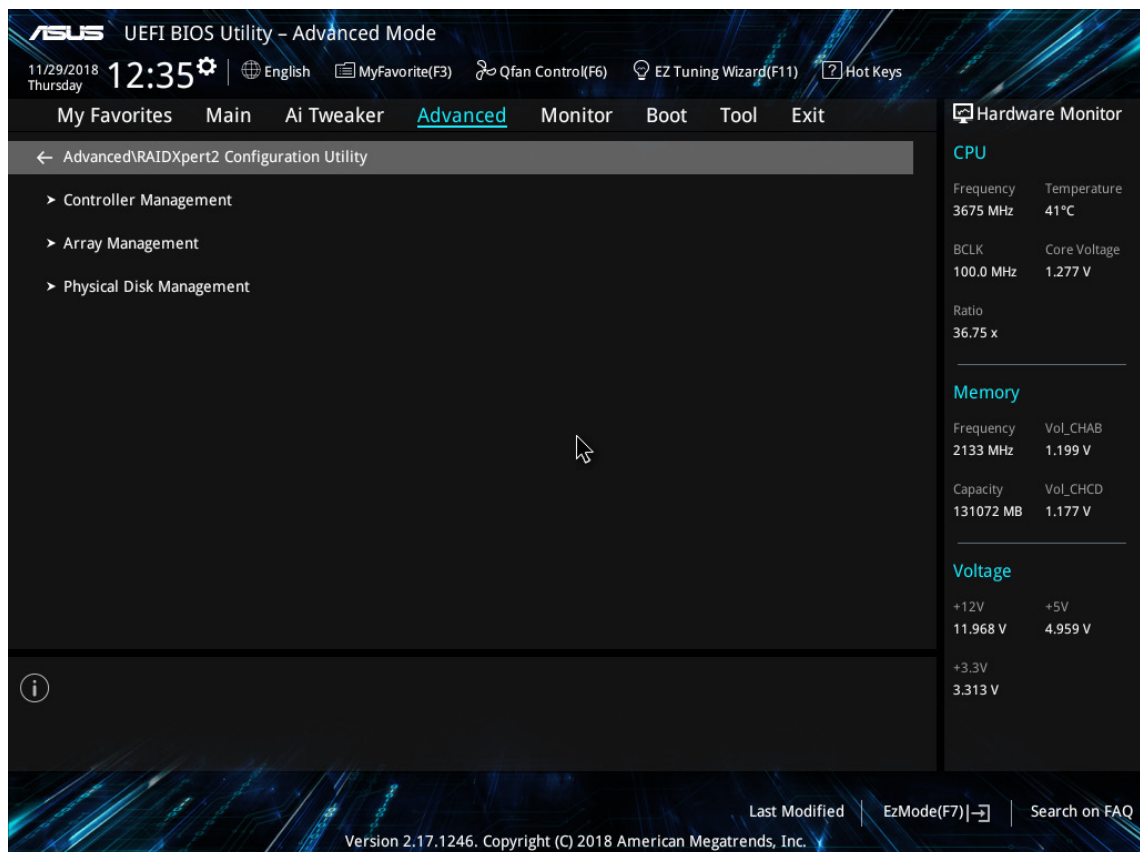 ASUS UEFI BIOS Utility – Advanced Mode
11/29/2018 Thursday 12:35 English MyFavorite(F3) Qfan Control(F6) EZ Tuning Wizard(F11) ? Hot Keys
My Favorites Main Ai Tweaker Advanced Monitor Boot Tool Exit
Advanced\RAIDXpert2 Configuration Utility
Controller Management
Array Management
Physical Disk Management
Hardware Monitor
CPU
Frequency Temperature
3675 MHz 41°C
BCLK Core Voltage
100.0 MHz 1.277 V
Ratio
36.75 x
Memory
Frequency Vol_CHAB
2133 MHz 1.199 V
Capacity Vol_CHCD
131072 MB 1.177 V
Voltage
+12V +5V
11.968 V 4.959 V
+3.3V
3.313 V
i
Last Modified EzMode(F7) Search on FAQ
Version 2.17.1246. Copyright (C) 2018 American Megatrends, Inc.